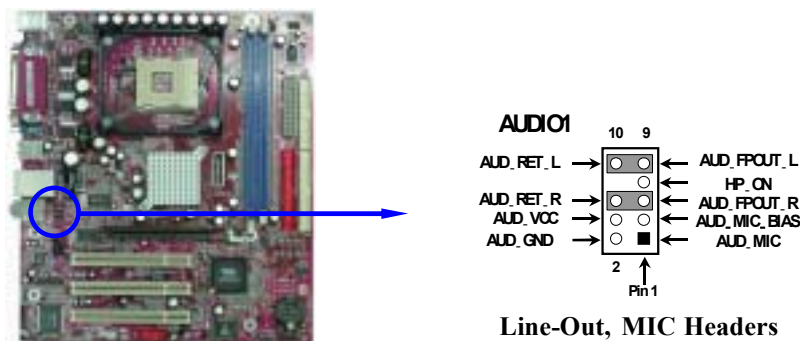 AUDIO1
10 9
AUD_RET_L AUD_FPOUT_L
HP_ON
AUD_RET_R AUD_FPOUT_R
AUD_VCC AUD_MIC_BIAS
AUD_GND AUD_MIC
2
Pin 1
Line-Out, MIC Headers